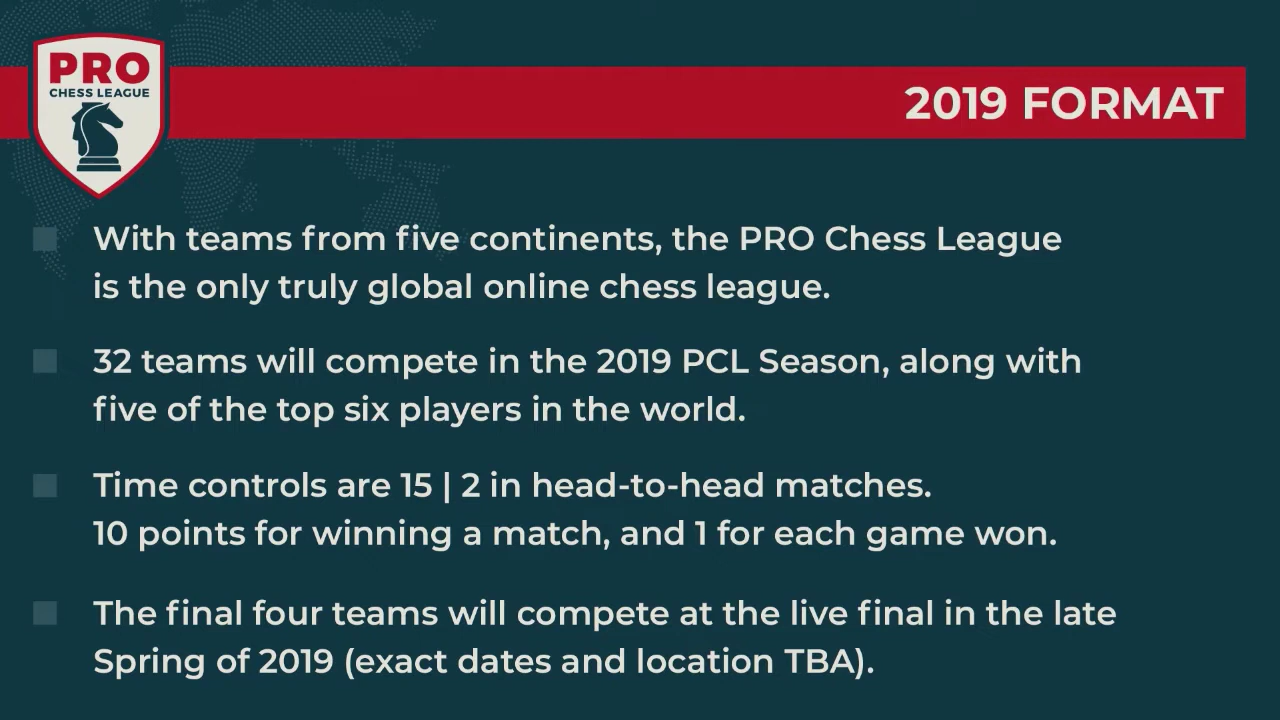 PRO
CHESS LEAGUE
2019 FORMAT
With teams from five continents, the PRO Chess League
is the only truly global online chess league.
32 teams will compete in the 2019 PCL Season, along with
five of the top six players in the world.
Time controls are 15 | 2 in head-to-head matches.
10 points for winning a match, and 1 for each game won.
The final four teams will compete at the live final in the late
Spring of 2019 (exact dates and location TBA).